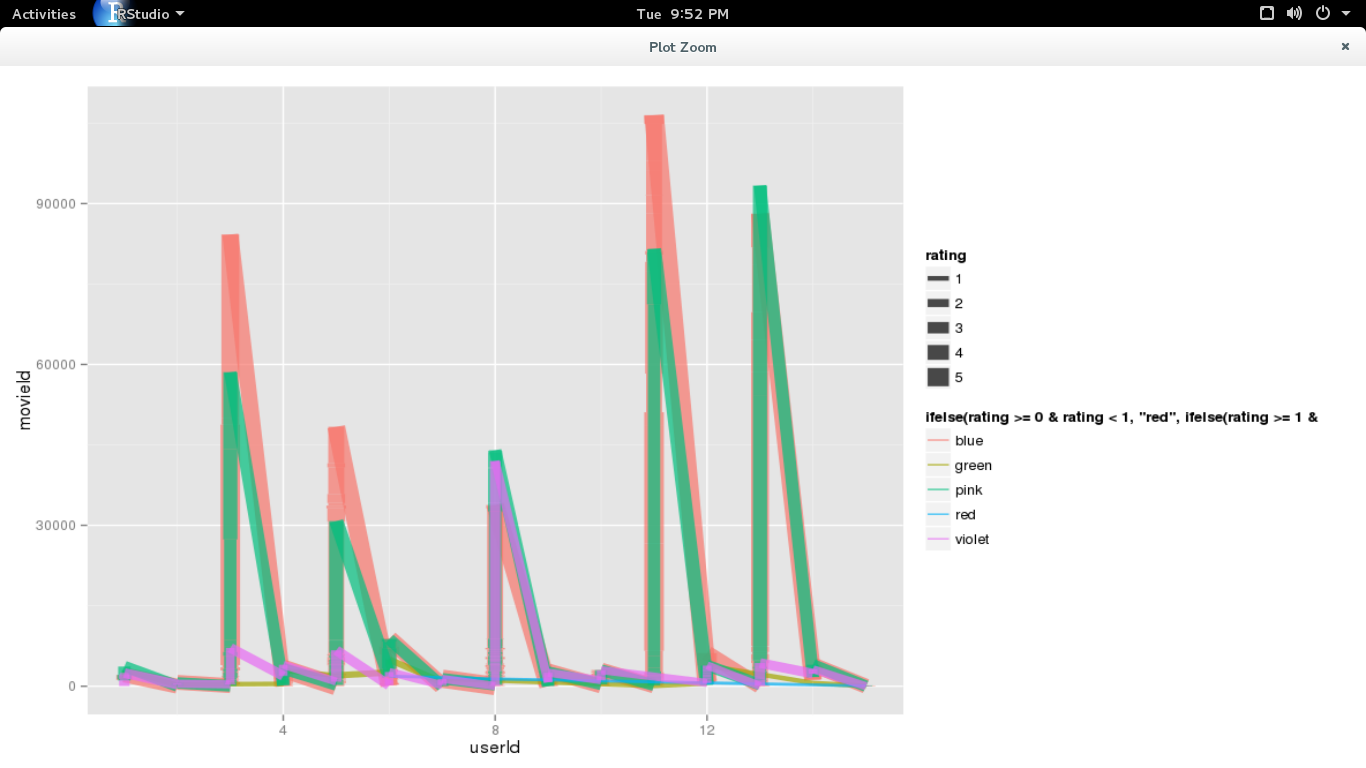 Activities RStudio Tue 9:52 PM
Plot Zoom ×
90000
60000
30000
0
movieId
4 8 12
userId
rating
1
2
3
4
5
ifelse(rating >= 0 & rating < 1, "red", ifelse(rating >= 1 &
blue
green
pink
red
violet